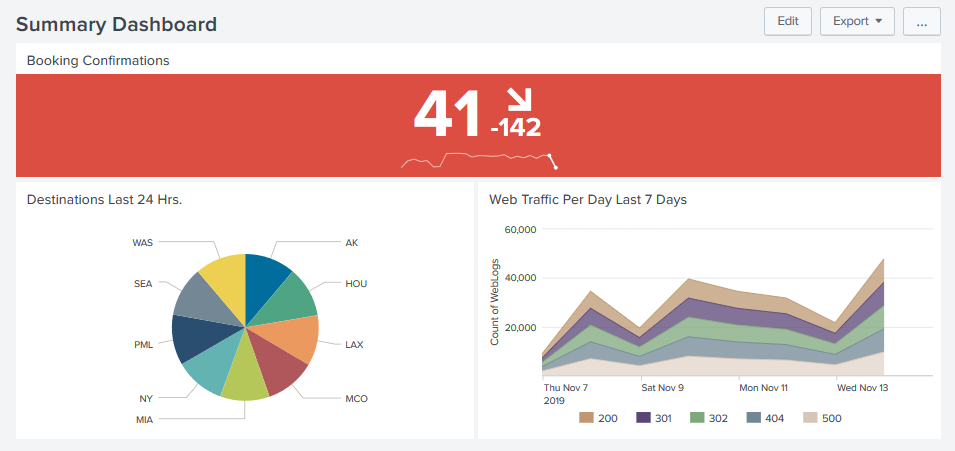 Summary Dashboard
Edit
Export
...
Booking Confirmations
41
-142
Destinations Last 24 Hrs.
WAS
AK
SEA
HOU
PML
LAX
NY
MCO
MIA
Web Traffic Per Day Last 7 Days
Count of WebLogs
60,000
40,000
20,000
Thu Nov 7
2019
Sat Nov 9
Mon Nov 11
Wed Nov 13
200
301
302
404
500